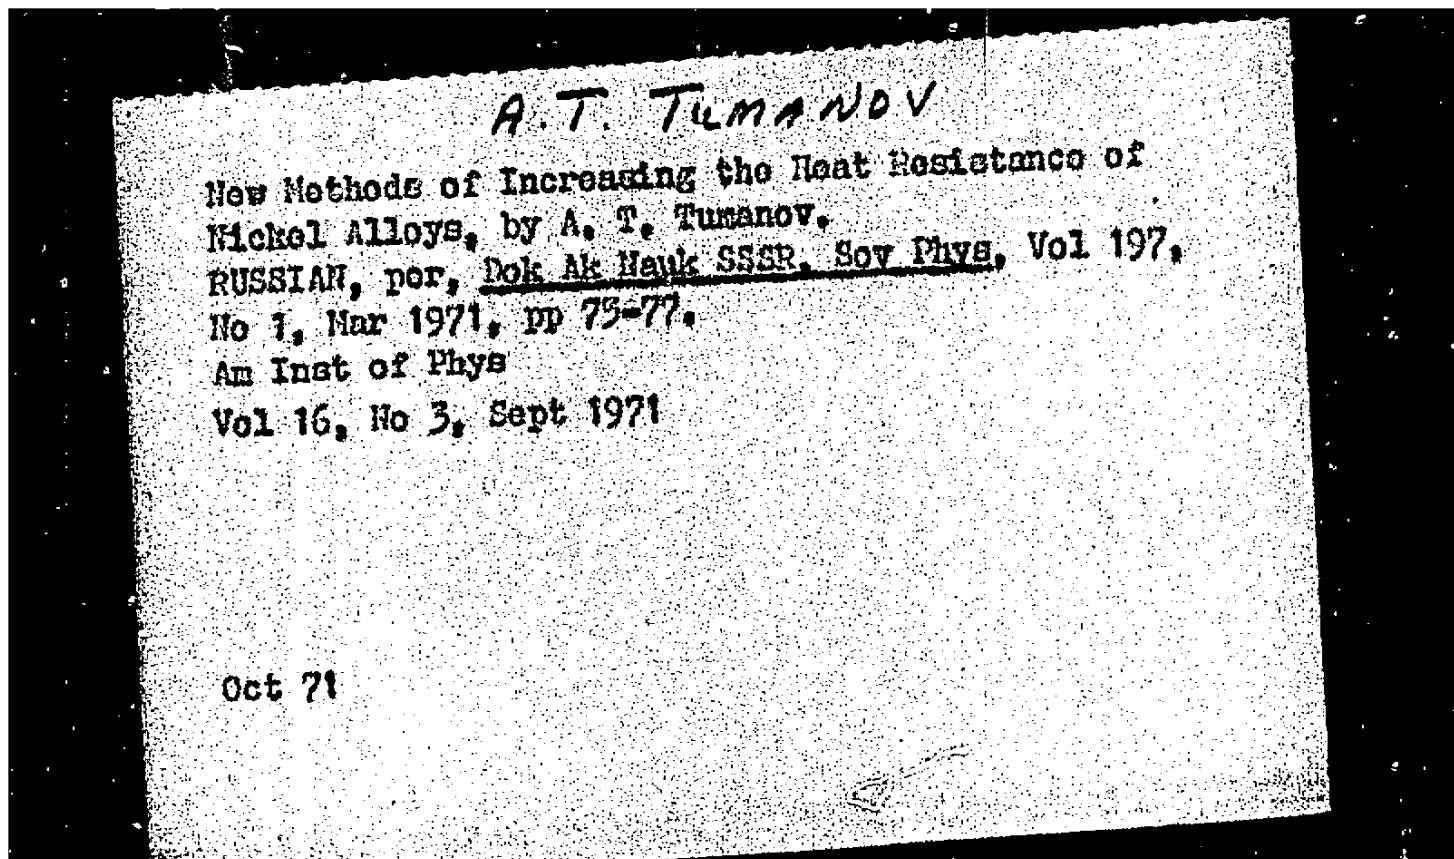 A.T. TUMANOV
New Methods of Increasing the Heat Resistance of
Nickel Alloys, by A. T. Tumanov.
RUSSIAN, per, Dok Ak Nauk SSSR, Sov Phys, Vol 197,
No 1, Mar 1971, pp 75-77.
Am Inst of Phys
Vol 16, No 3, Sept 1971
Oct 71